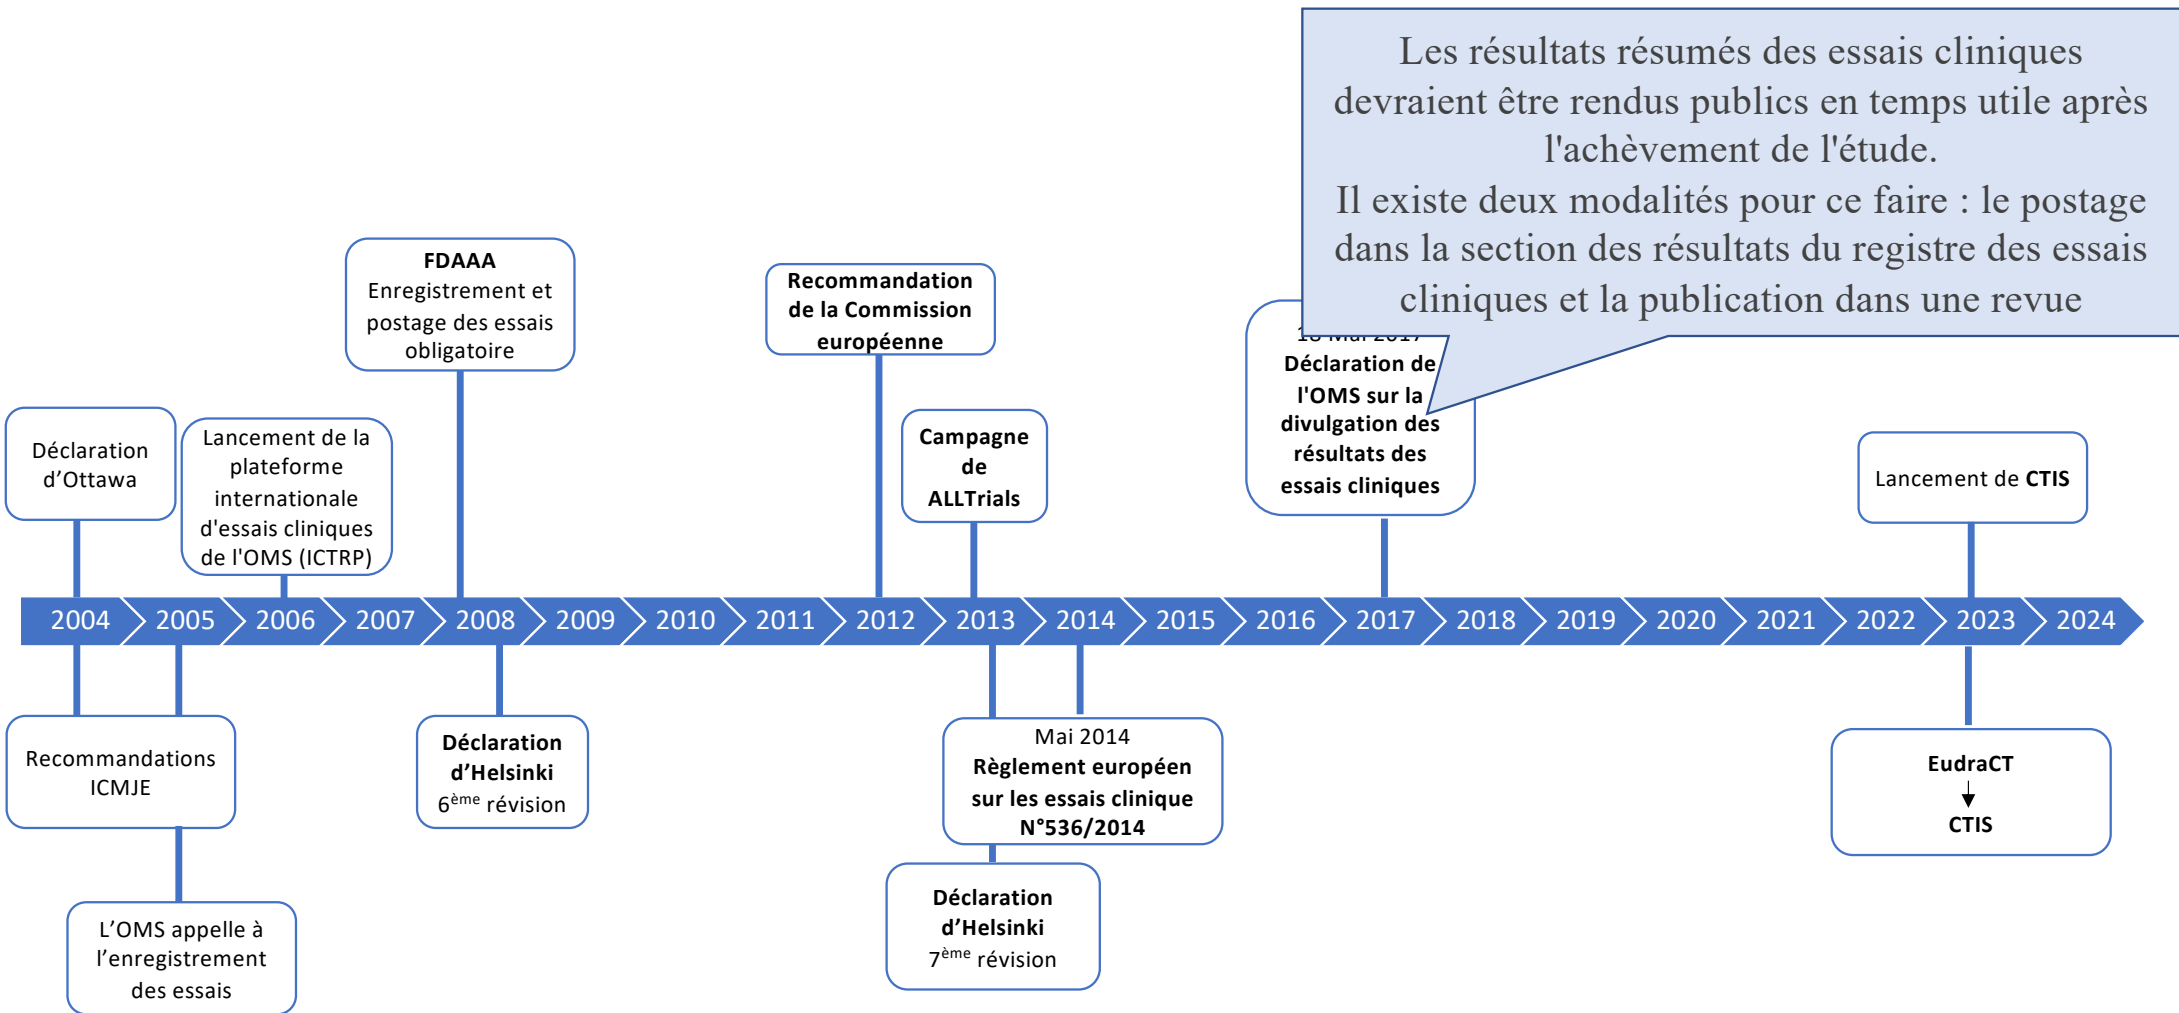 Les résultats résumés des essais cliniques
devraient être rendus publics en temps utile après
l'achèvement de l'étude.
Il existe deux modalités pour ce faire : le postage
dans la section des résultats du registre des essais
cliniques et la publication dans une revue
FDAAA
Enregistrement et
postage des essais
obligatoire
Recommandation
de la Commission
européenne
Mai 2017
Déclaration de
l'OMS sur la
divulgation des
résultats des
essais cliniques
Déclaration
d’Ottawa
Lancement de la
plateforme
internationale
d'essais cliniques
de l'OMS (ICTRP)
Campagne
de
ALLTrials
Lancement de CTIS
2004 2005 2006 2007 2008 2009 2010 2011 2012 2013 2014 2015 2016 2017 2018 2019 2020 2021 2022 2023 2024
Recommandations
ICMJE
Déclaration
d’Helsinki
6ème révision
Mai 2014
Règlement européen
sur les essais clinique
N°536/2014
EudraCT
CTIS
L’OMS appelle à
l’enregistrement
des essais
Déclaration
d’Helsinki
7ème révision